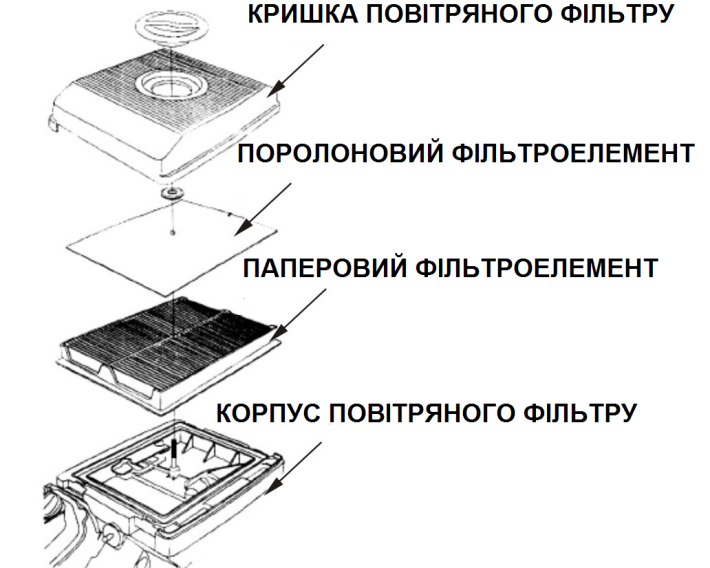 КРИШКА ПОВІТРЯНОГО ФІЛЬТРУ
ПОРОЛОНОВИЙ ФІЛЬТРОЕЛЕМЕНТ
ПАПЕРОВИЙ ФІЛЬТРОЕЛЕМЕНТ
КОРПУС ПОВІТРЯНОГО ФІЛЬТРУ